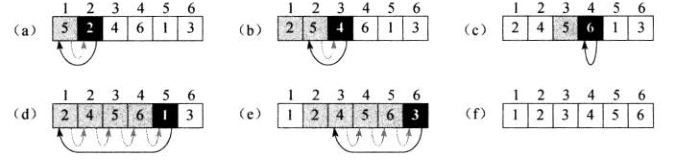 1 2 3 4 5 6
(a) 5 2 4 6 1 3
1 2 3 4 5 6
(b) 2 5 4 6 1 3
1 2 3 4 5 6
(c) 2 4 5 6 1 3
1 2 3 4 5 6
(d) 2 4 5 6 1 3
1 2 3 4 5 6
(e) 1 2 4 5 6 3
1 2 3 4 5 6
(f) 1 2 3 4 5 6